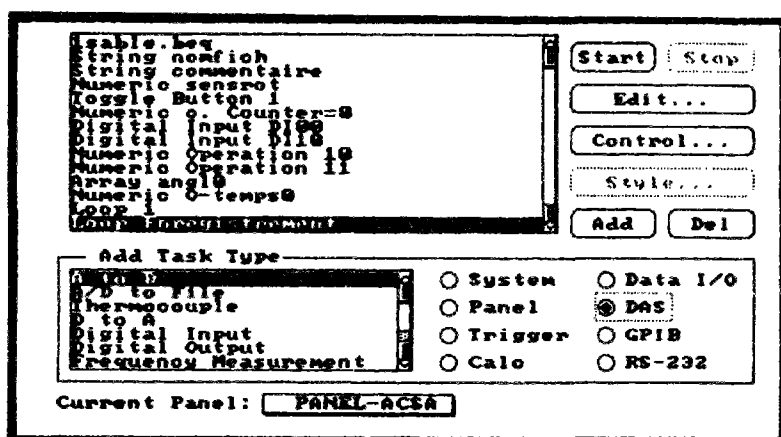 String nomfich
String commentaire
Numeric sensrot
Toggle Button 1
Numeric o. Counter=0
Digital Input DI00
Digital Input DI10
Numeric Operation 10
Numeric Operation 11
Array angl0
Numeric O-temps0
Loop 1
Start Stop
Edit...
Control...
Style...
Add Del
Add Task Type
A to D
A/D to File
Thermocouple
D to A
Digital Input
Digital Output
Frequency Measurement
System
Panel
Trigger
Calc
Data I/O
DAS
GPIB
RS-232
Current Panel: PANEL-ACSA